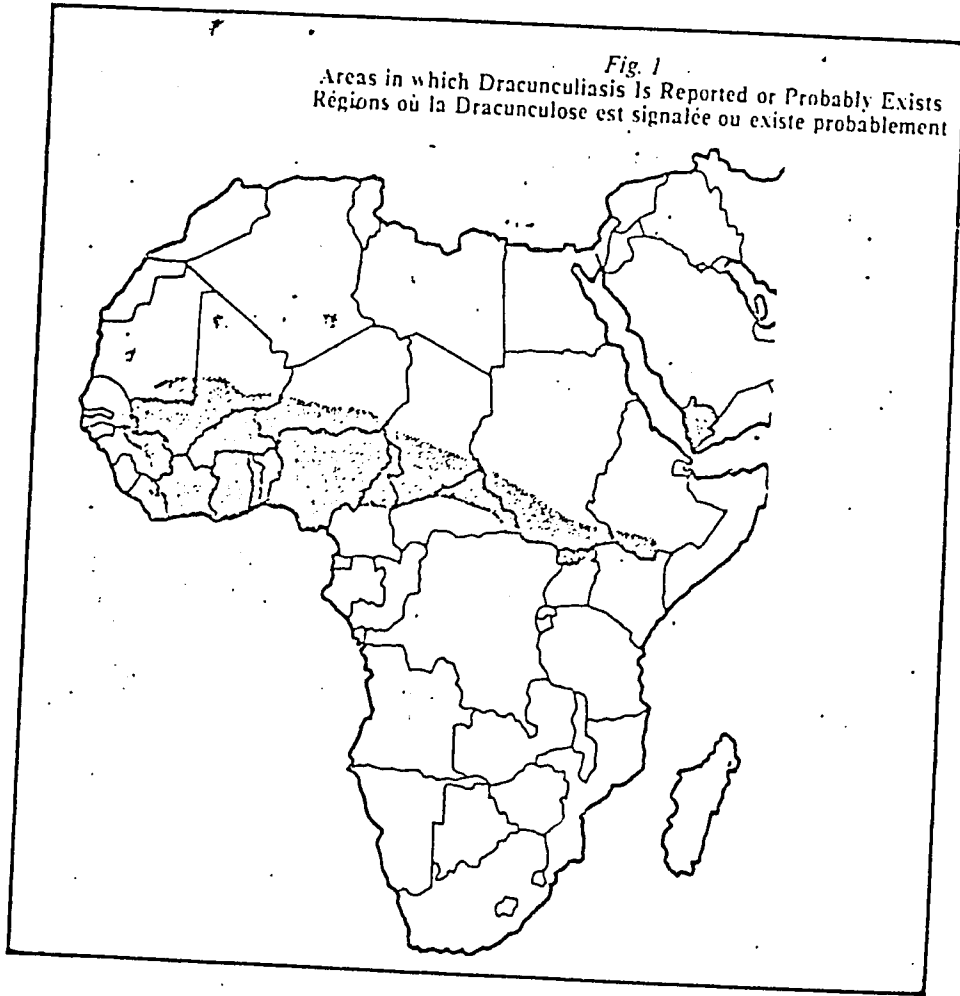 Fig. 1
Areas in which Dracunculiasis Is Reported or Probably Exists
Régions où la Dracunculose est signalée ou existe probablement